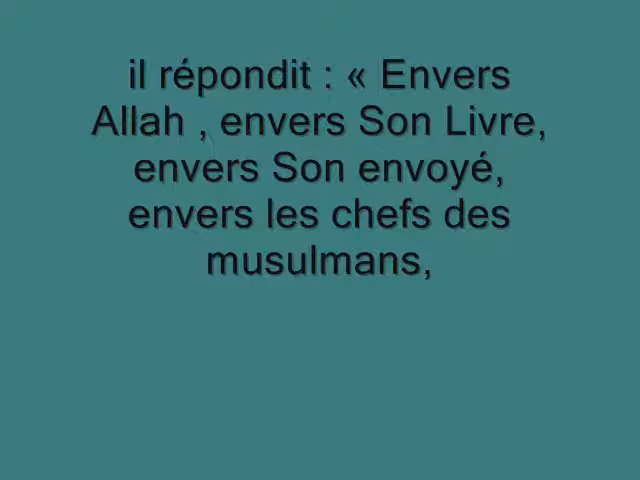 il répondit : « Envers
Allah , envers Son Livre,
envers Son envoyé,
envers les chefs des
musulmans,